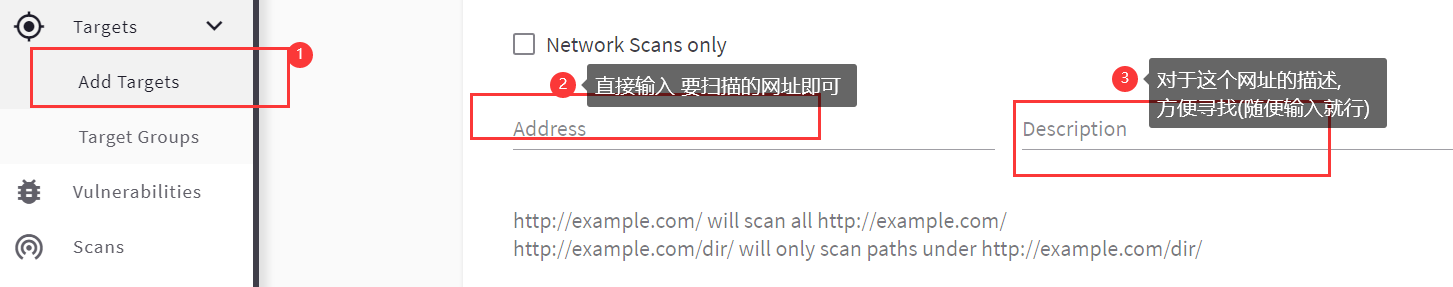 Targets
1
Add Targets
Target Groups
Vulnerabilities
Scans
Network Scans only
2
直接输入 要扫描的网址即可
3
对于这个网址的描述,
方便寻找(随便输入就行)
Address
Description
http://example.com/ will scan all http://example.com/
http://example.com/dir/ will only scan paths under http://example.com/dir/